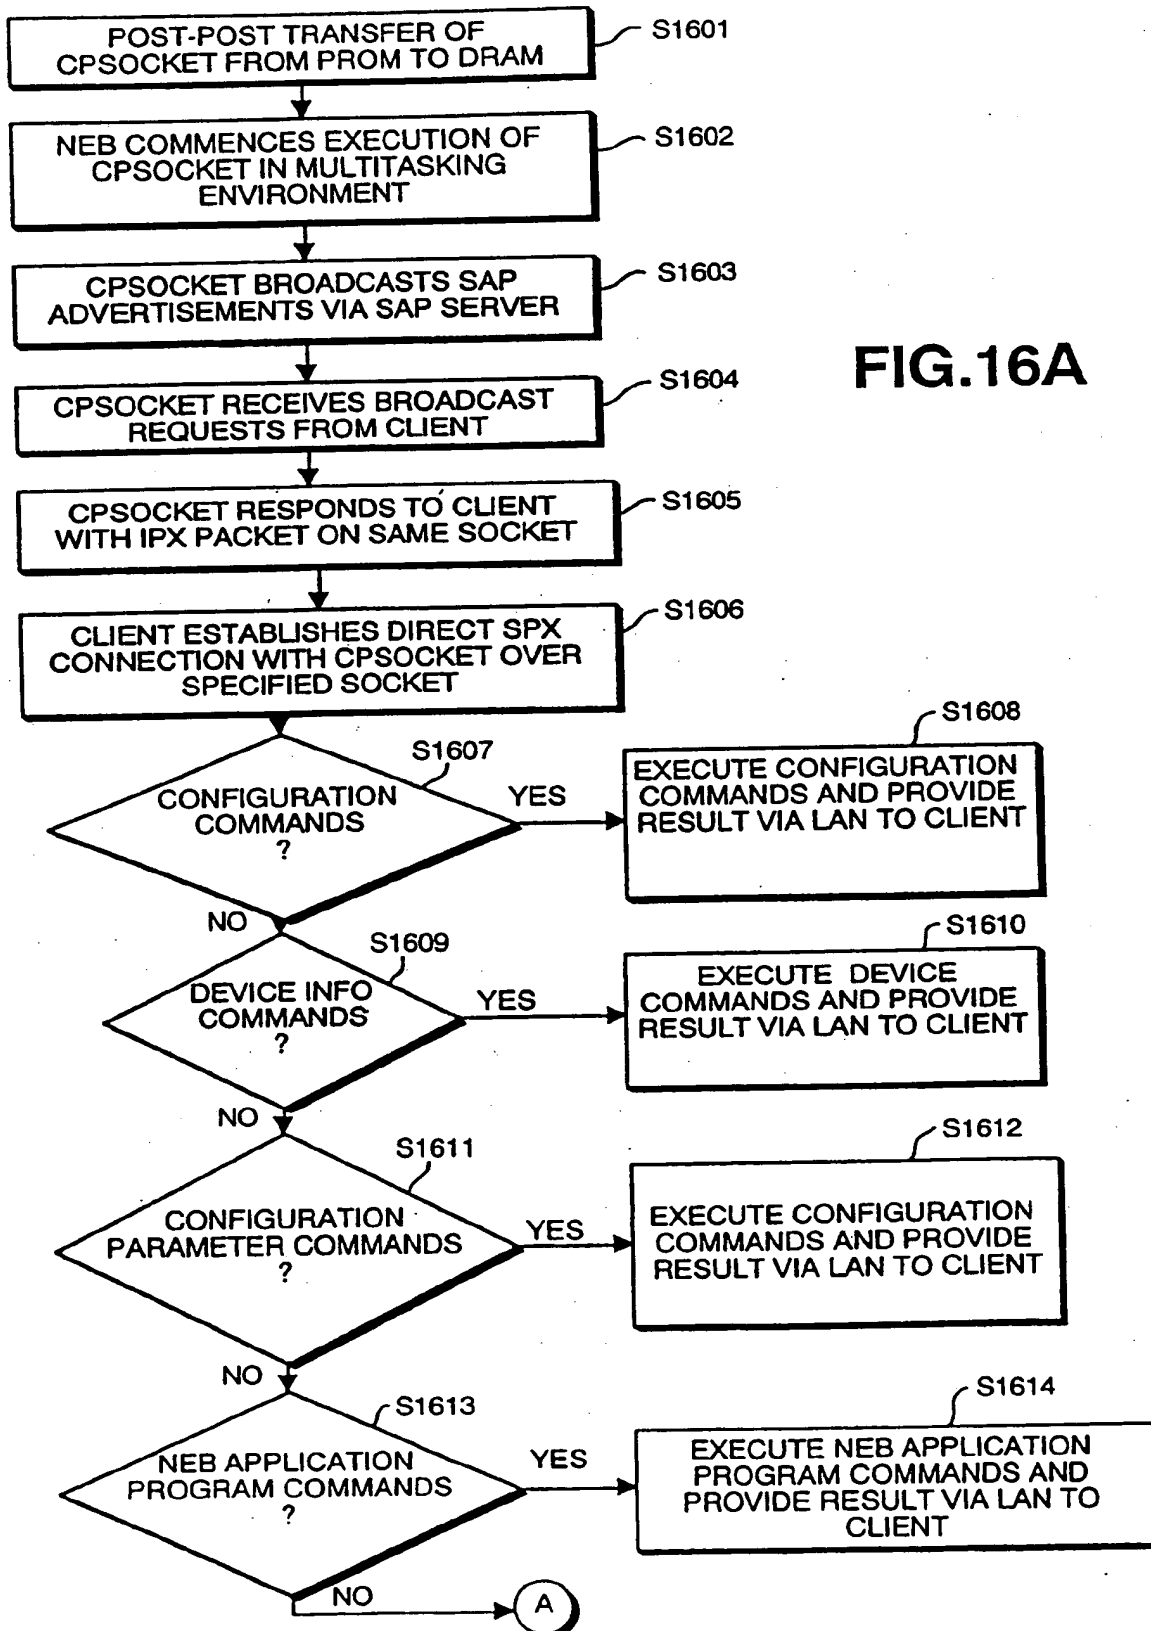 POST-POST TRANSFER OF
CPSOCKET FROM PROM TO DRAM
S1601
NEB COMMENCES EXECUTION OF
CPSOCKET IN MULTITASKING
ENVIRONMENT
S1602
CPSOCKET BROADCASTS SAP
ADVERTISEMENTS VIA SAP SERVER
S1603
FIG.16A
CPSOCKET RECEIVES BROADCAST
REQUESTS FROM CLIENT
S1604
CPSOCKET RESPONDS TO CLIENT
WITH IPX PACKET ON SAME SOCKET
S1605
CLIENT ESTABLISHES DIRECT SPX
CONNECTION WITH CPSOCKET OVER
SPECIFIED SOCKET
S1606
CONFIGURATION
COMMANDS
?
S1607
YES
EXECUTE CONFIGURATION
COMMANDS AND PROVIDE
RESULT VIA LAN TO CLIENT
S1608
NO
DEVICE INFO
COMMANDS
?
S1609
YES
EXECUTE DEVICE
COMMANDS AND PROVIDE
RESULT VIA LAN TO CLIENT
S1610
NO
CONFIGURATION
PARAMETER COMMANDS
?
S1611
YES
EXECUTE CONFIGURATION
COMMANDS AND PROVIDE
RESULT VIA LAN TO CLIENT
S1612
NO
NEB APPLICATION
PROGRAM COMMANDS
?
S1613
YES
EXECUTE NEB APPLICATION
PROGRAM COMMANDS AND
PROVIDE RESULT VIA LAN TO
CLIENT
S1614
NO
A